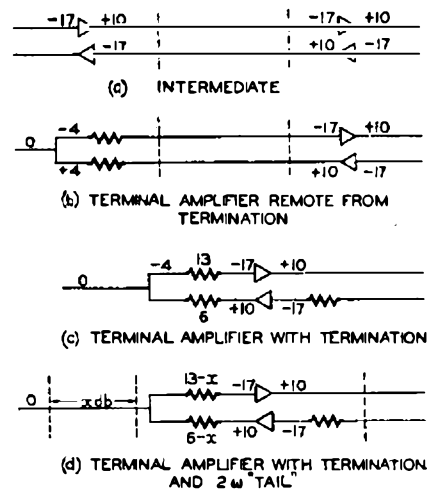 -17 +10 -17 +10
-17 +10 -17
(a) INTERMEDIATE
0 -4 -17 +10
+4 +10 -17
(b) TERMINAL AMPLIFIER REMOTE FROM
TERMINATION
0 -4 13 -17 +10
6 +10 -17
(c) TERMINAL AMPLIFIER WITH TERMINATION
0 xdb 13-x -17 +10
6-x +10 -17
(d) TERMINAL AMPLIFIER WITH TERMINATION
AND 2ω "TAIL"